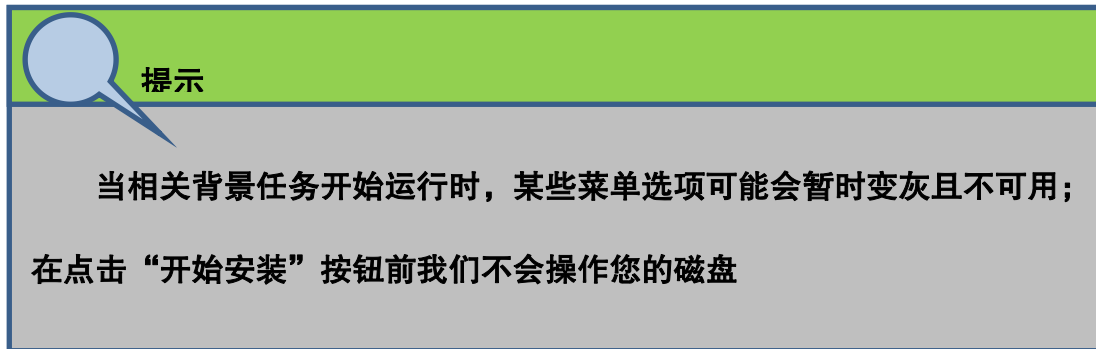 提示
当相关背景任务开始运行时，某些菜单选项可能会暂时变灰且不可用；
在点击“开始安装”按钮前我们不会操作您的磁盘